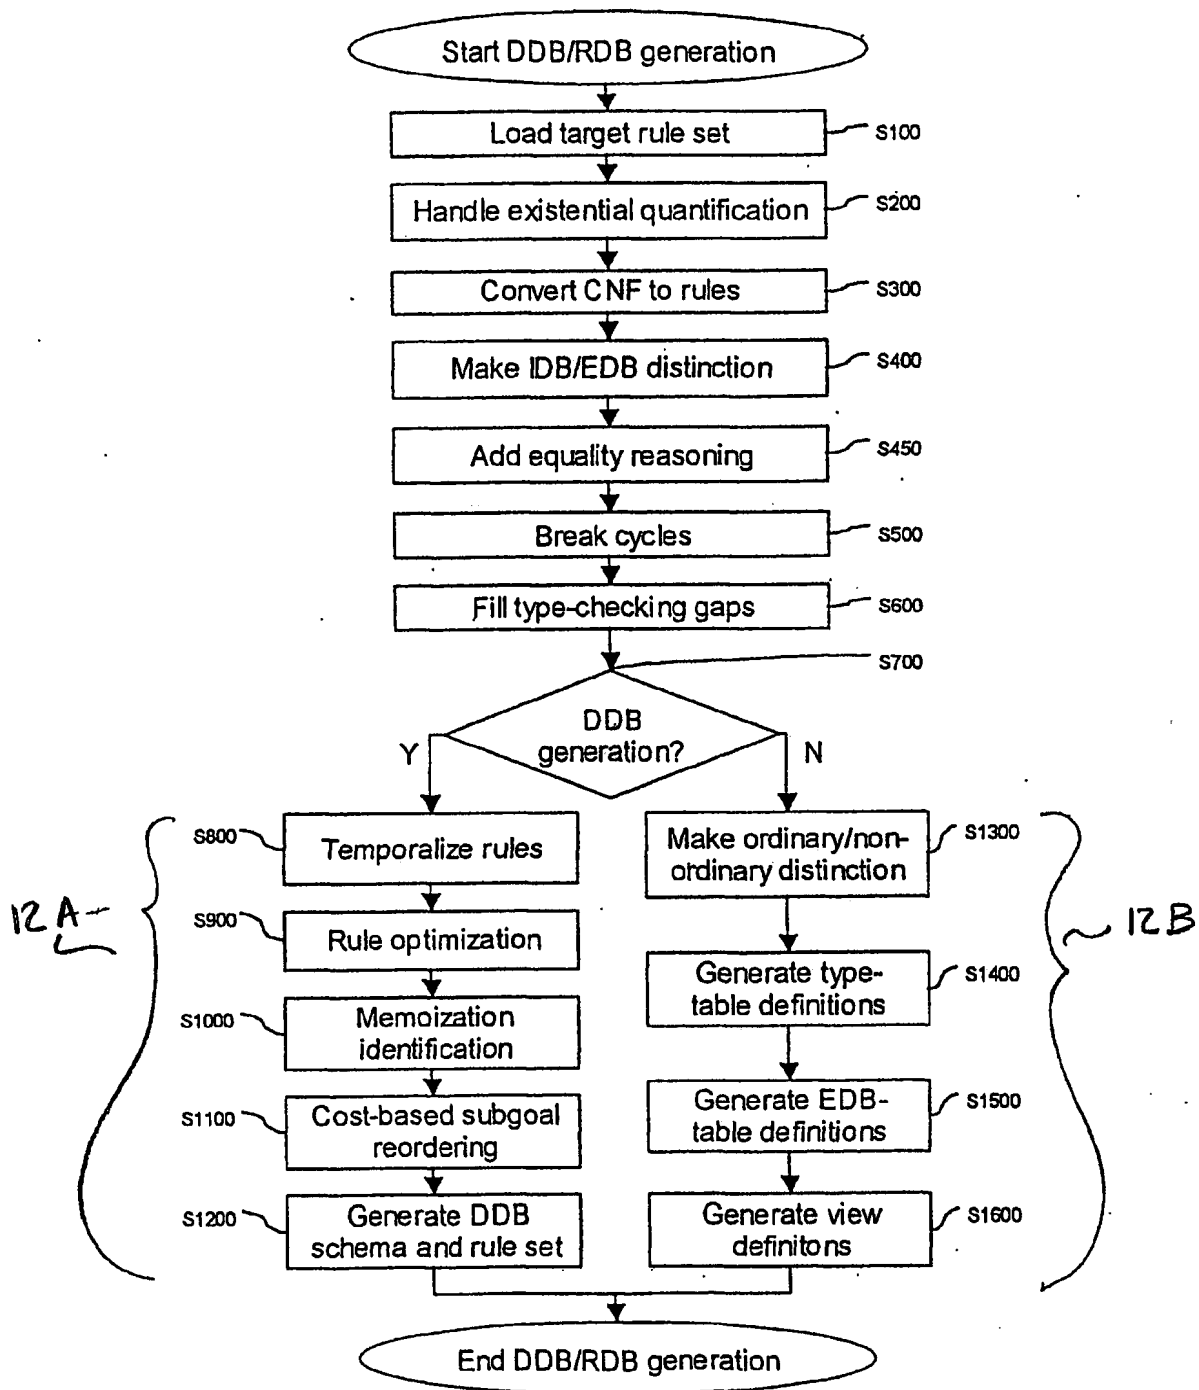 Start DDB/RDB generation
Load target rule set
S100
Handle existential quantification
S200
Convert CNF to rules
S300
Make IDB/EDB distinction
S400
Add equality reasoning
S450
Break cycles
S500
Fill type-checking gaps
S600
S700
DDB
generation?
Y
N
12A
S800
Temporalize rules
S900
Rule optimization
S1000
Memoization
identification
S1100
Cost-based subgoal
reordering
S1200
Generate DDB
schema and rule set
Make ordinary/non-
ordinary distinction
S1300
Generate type-
table definitions
S1400
Generate EDB-
table definitions
S1500
Generate view
definitons
S1600
12B
End DDB/RDB generation